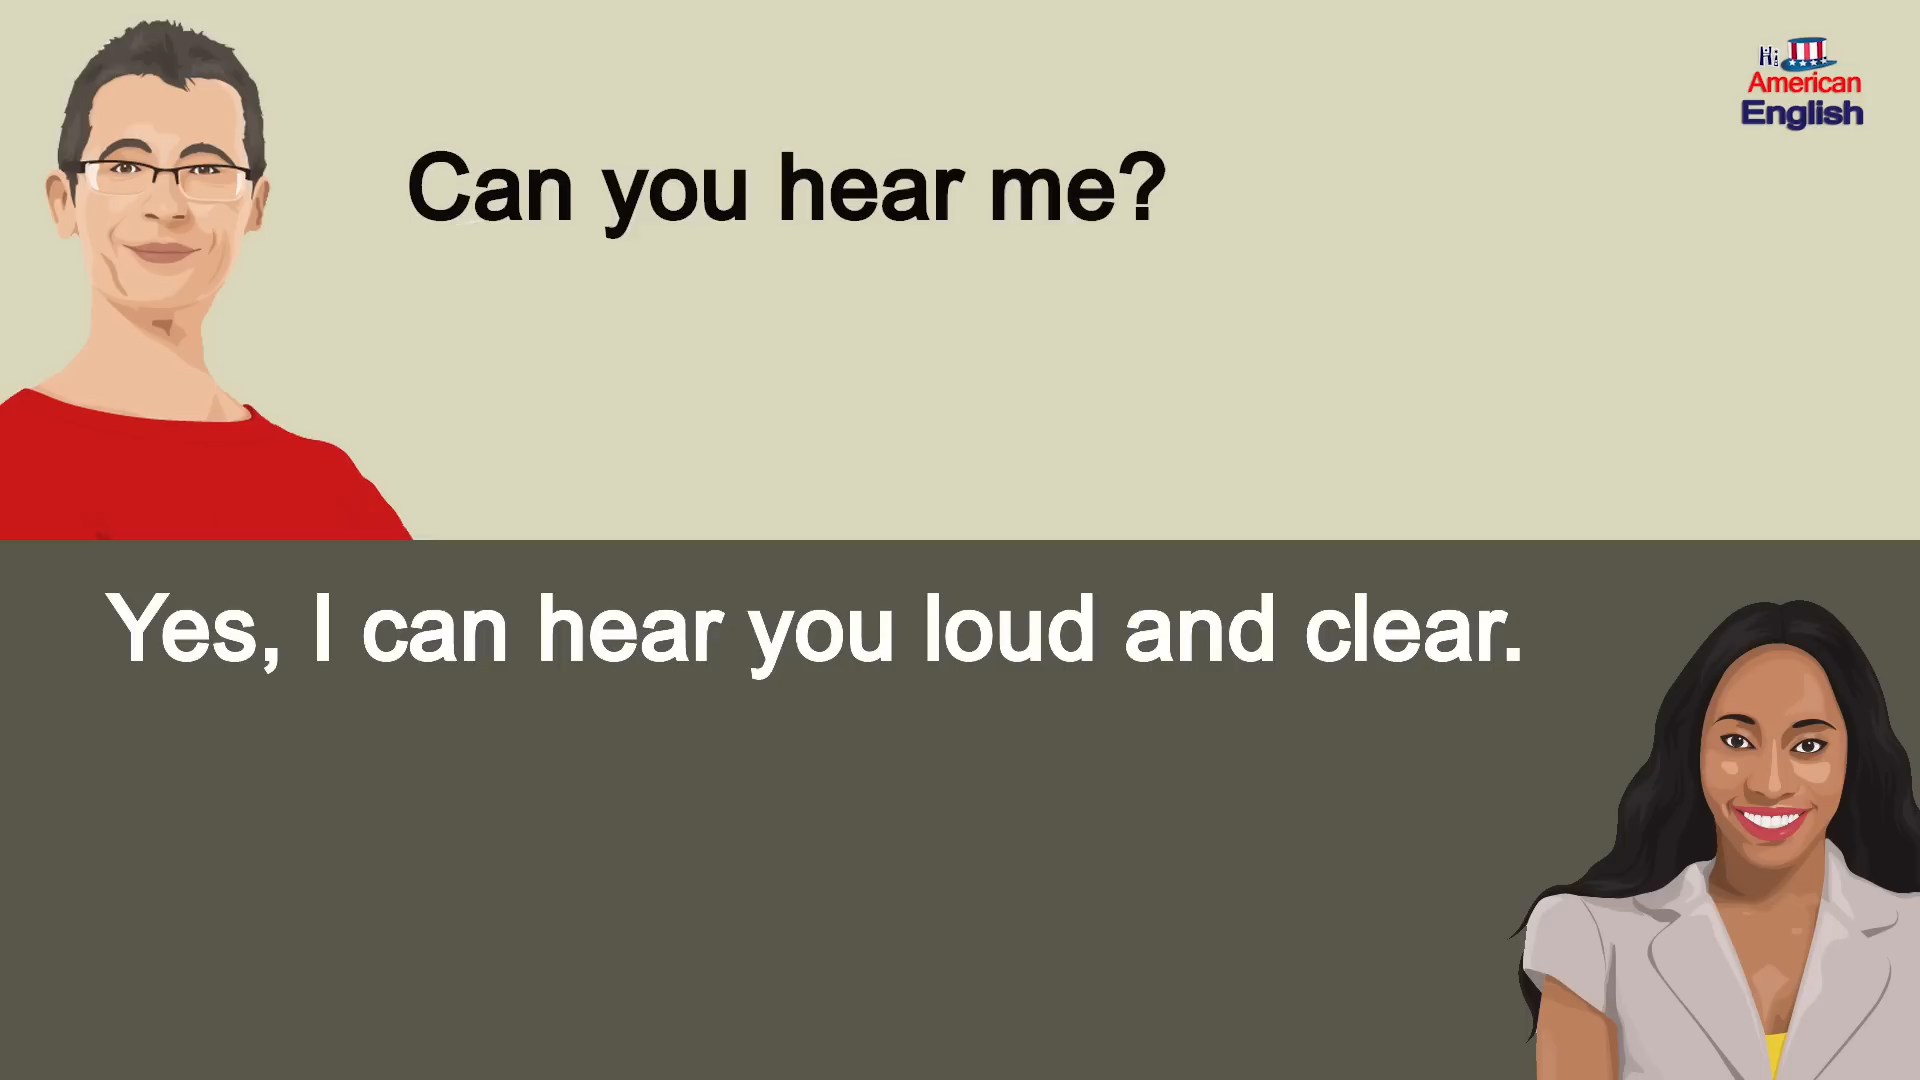 Hi
American
English
Can you hear me?
Yes, I can hear you loud and clear.